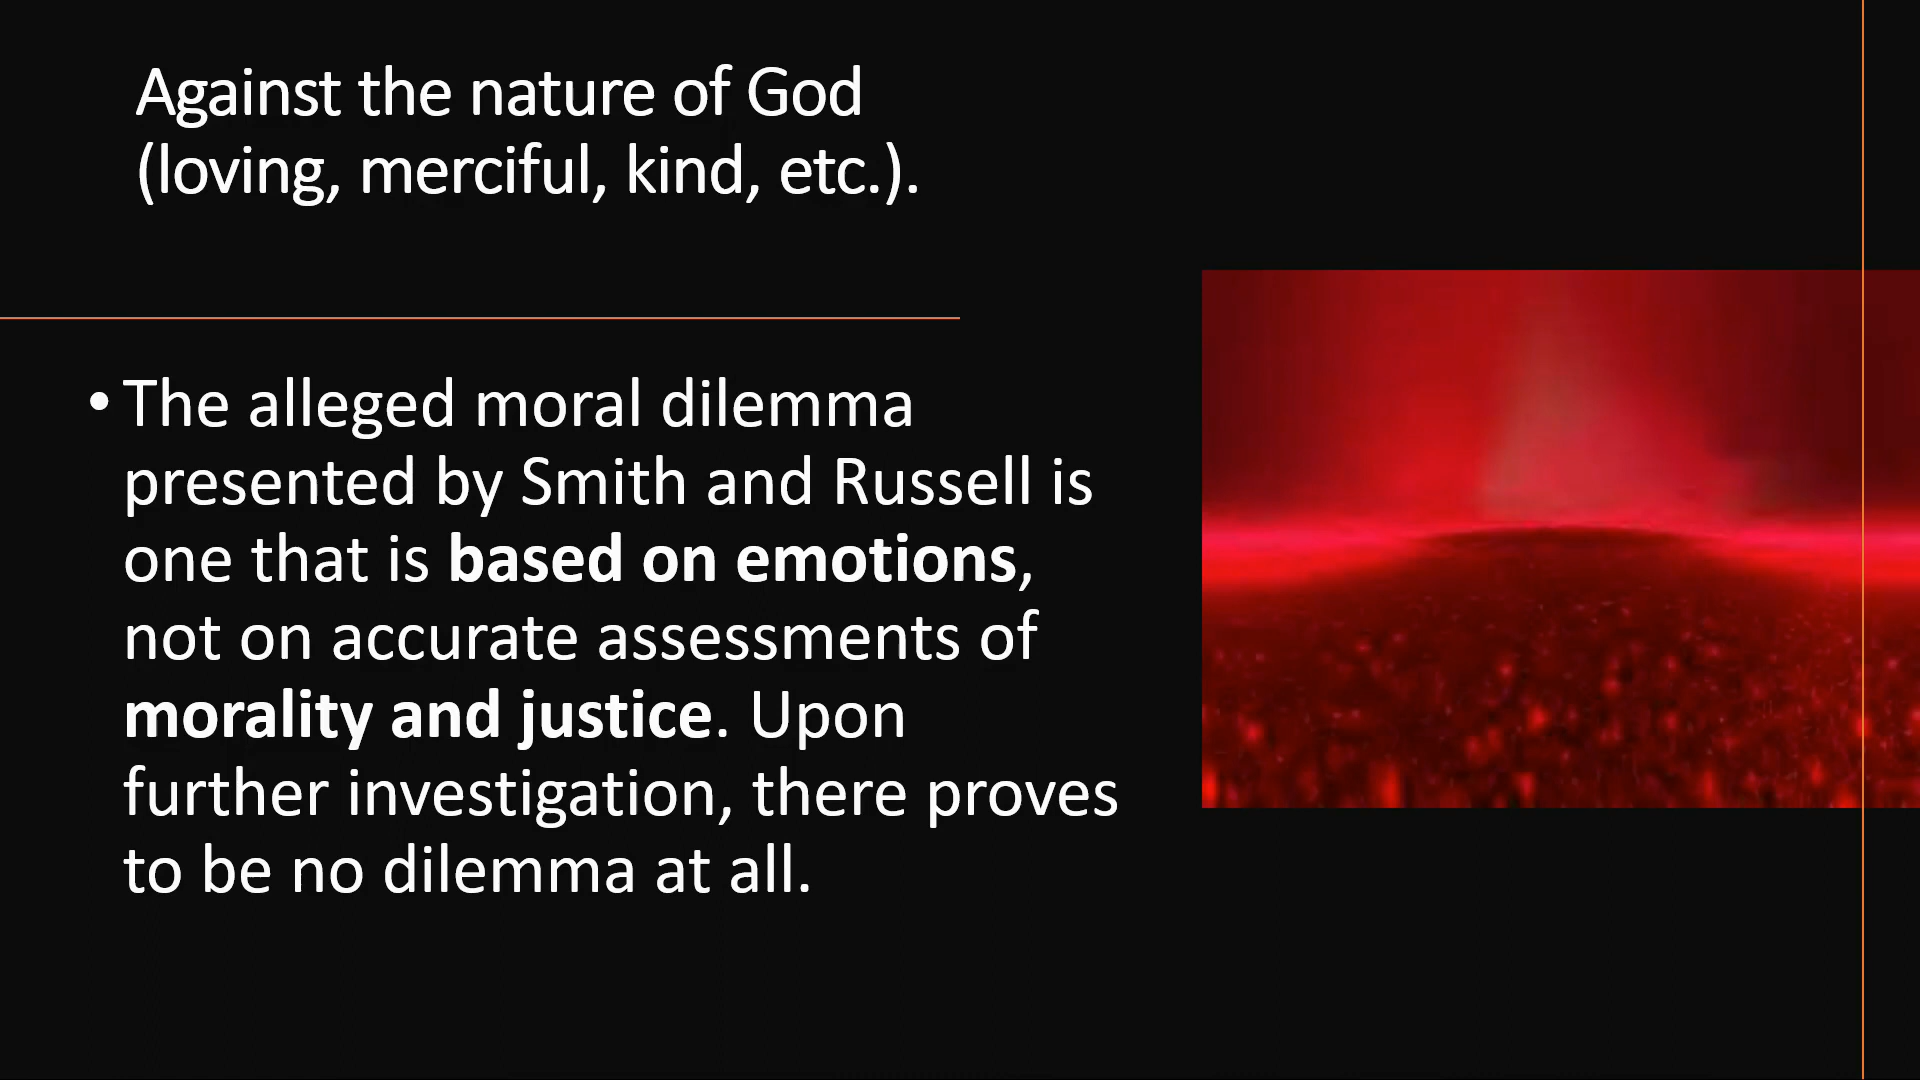 Against the nature of God
(loving, merciful, kind, etc.).
• The alleged moral dilemma
presented by Smith and Russell is
one that is based on emotions,
not on accurate assessments of
morality and justice. Upon
further investigation, there proves
to be no dilemma at all.